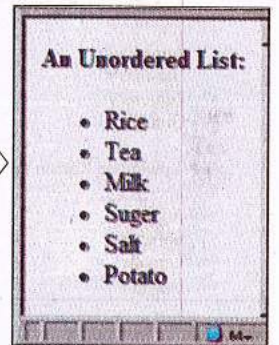 An Unordered List:
• Rice
• Tea
• Milk
• Suger
• Salt
• Potato